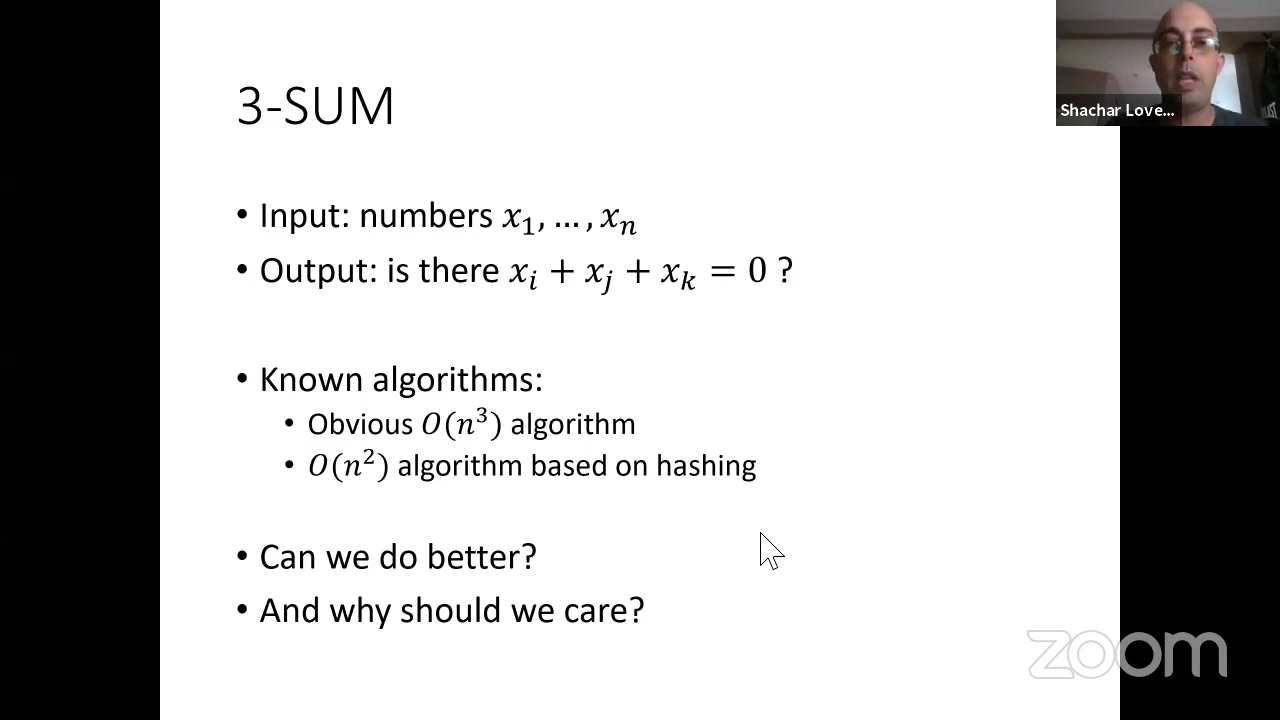 3-SUM
Shachar Love...
• Input: numbers x₁, ... , xₙ
• Output: is there xᵢ + xⱼ + xₖ = 0 ?
• Known algorithms:
• Obvious O(n³) algorithm
• O(n²) algorithm based on hashing
• Can we do better?
• And why should we care?
zoom